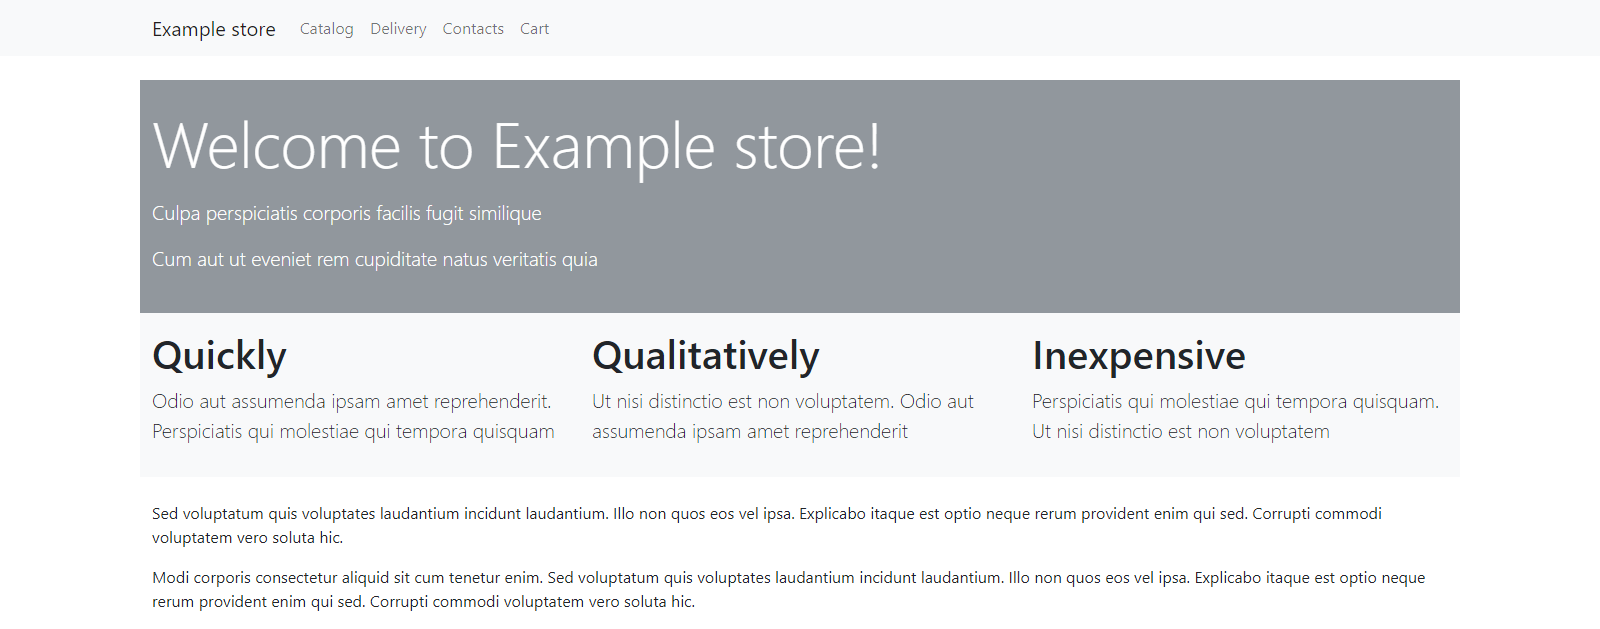 Example store Catalog Delivery Contacts Cart
Welcome to Example store!
Culpa perspiciatis corporis facilis fugit similique
Cum aut ut eveniet rem cupiditate natus veritatis quia
Quickly
Odio aut assumenda ipsam amet reprehenderit.
Perspiciatis qui molestiae qui tempora quisquam
Qualitatively
Ut nisi distinctio est non voluptatem. Odio aut
assumenda ipsam amet reprehenderit
Inexpensive
Perspiciatis qui molestiae qui tempora quisquam.
Ut nisi distinctio est non voluptatem
Sed voluptatum quis voluptates laudantium incidunt laudantium. Illo non quos eos vel ipsa. Explicabo itaque est optio neque rerum provident enim qui sed. Corrupti commodi
voluptatem vero soluta hic.
Modi corporis consectetur aliquid sit cum tenetur enim. Sed voluptatum quis voluptates laudantium incidunt laudantium. Illo non quos eos vel ipsa. Explicabo itaque est optio neque
rerum provident enim qui sed. Corrupti commodi voluptatem vero soluta hic.